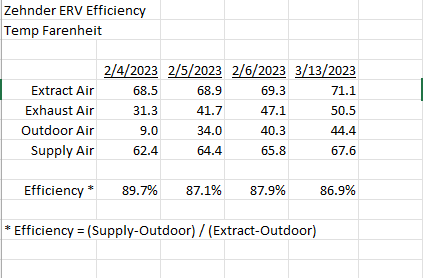 Zehnder ERV Efficiency
Temp Farenheit
2/4/2023 2/5/2023 2/6/2023 3/13/2023
Extract Air 68.5 68.9 69.3 71.1
Exhaust Air 31.3 41.7 47.1 50.5
Outdoor Air 9.0 34.0 40.3 44.4
Supply Air 62.4 64.4 65.8 67.6
Efficiency * 89.7% 87.1% 87.9% 86.9%
* Efficiency = (Supply-Outdoor) / (Extract-Outdoor)